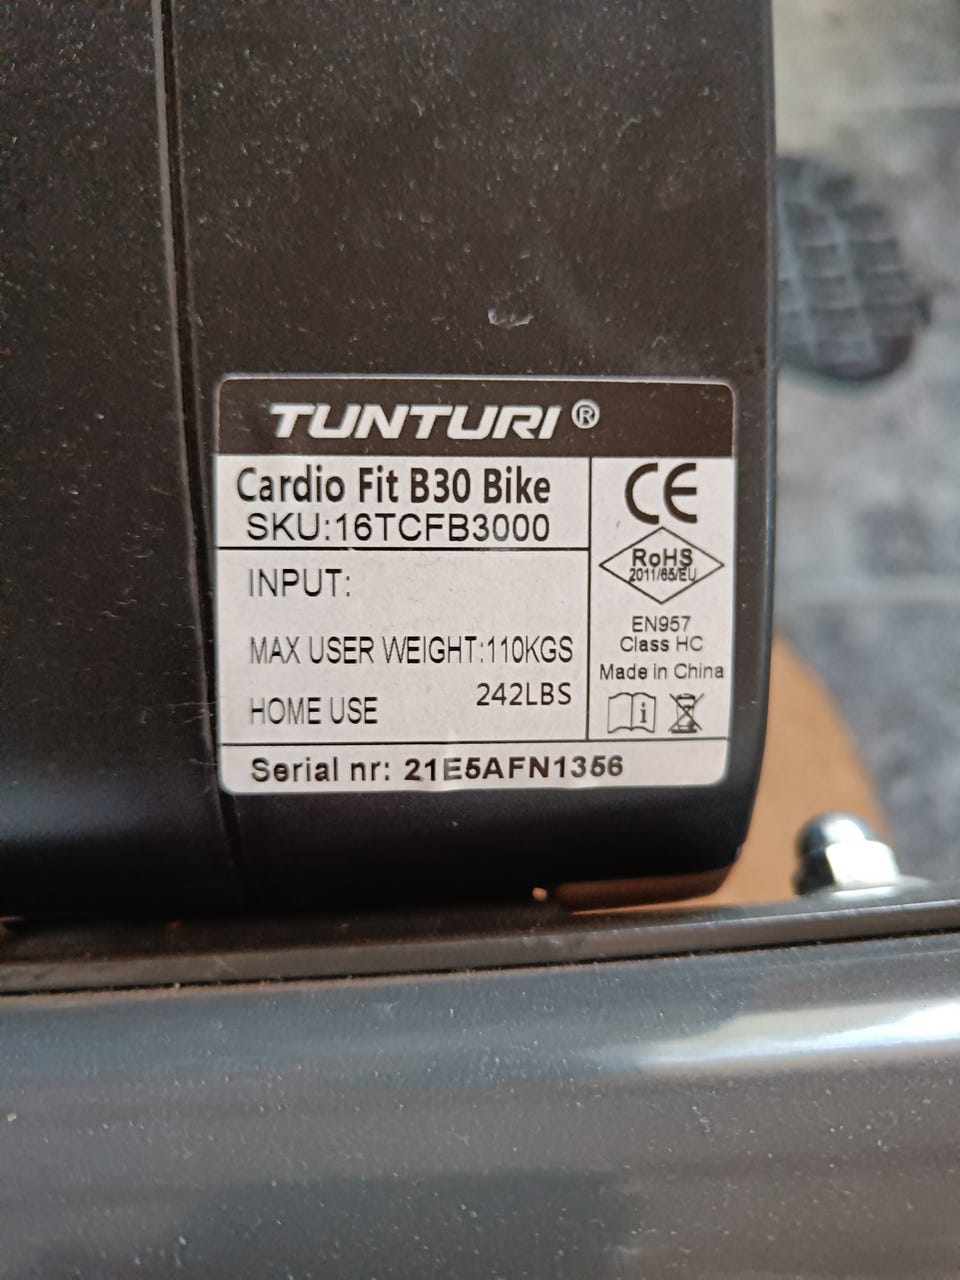 TUNTURI®
Cardio Fit B30 Bike
SKU:16TCFB3000
INPUT:
MAX USER WEIGHT:110KGS
242LBS
HOME USE
CE
RoHS
2011/65/EU
EN957
Class HC
Made in China
i
Serial nr: 21E5AFN1356